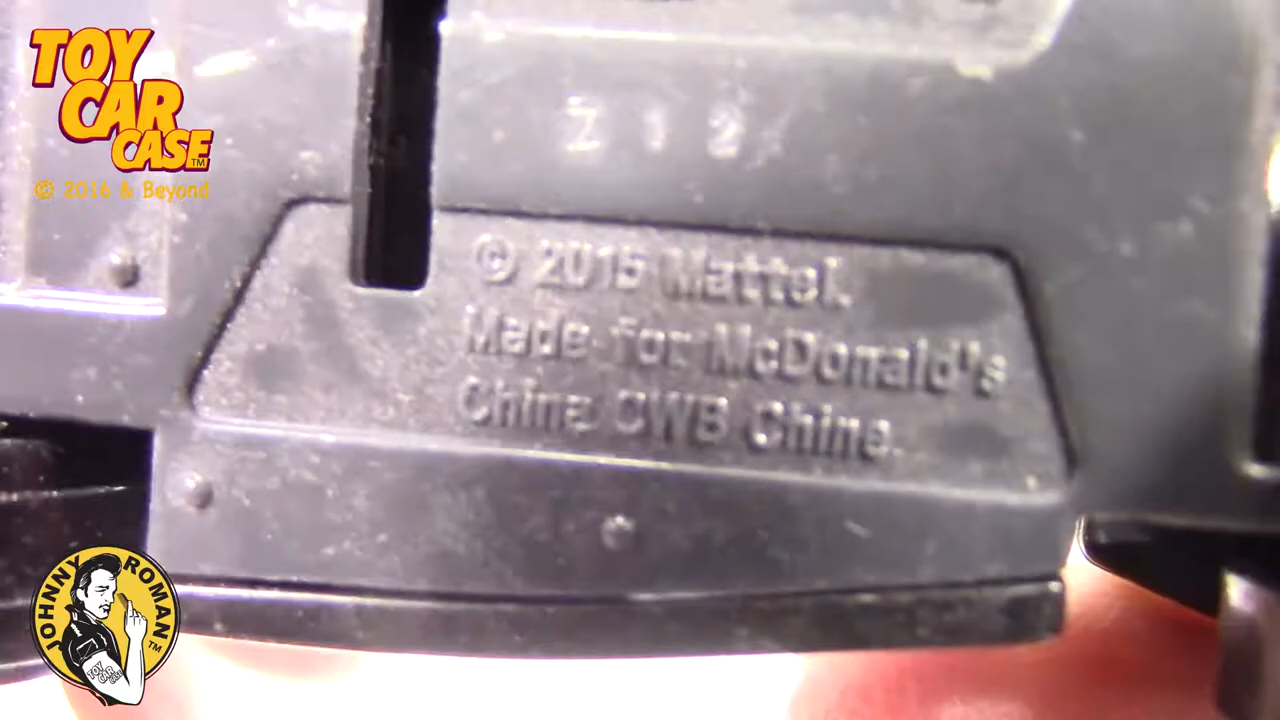 TOY
CAR
CASE TM
© 2016 & Beyond
Z 1 2
© 2015 Mattel.
Made for McDonald's
China CWB China.
JOHNNY ROMAN TM
TOY
CAR